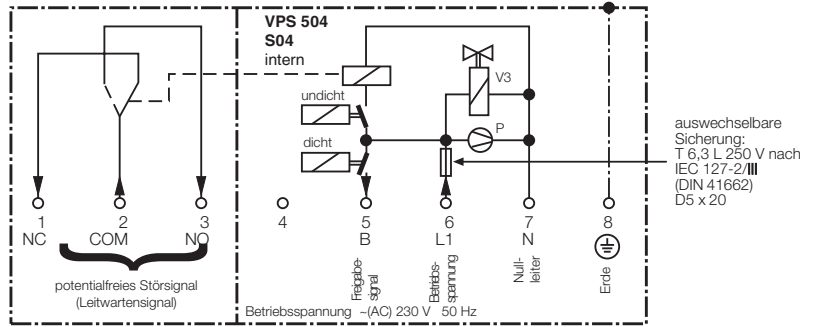 VPS 504
S04
intern
undicht
dicht
V3
P
auswechselbare
Sicherung:
T 6,3 L 250 V nach
IEC 127-2/III
(DIN 41662)
D5 x 20
1 2 3 4 5 6 7 8
NC COM NO B L1 N
potentialfreies Störsignal
(Leitwartensignal)
Freigabe-
signal
Betriebs-
spannung
Null-
leiter
Erde
Betriebsspannung ~(AC) 230 V 50 Hz